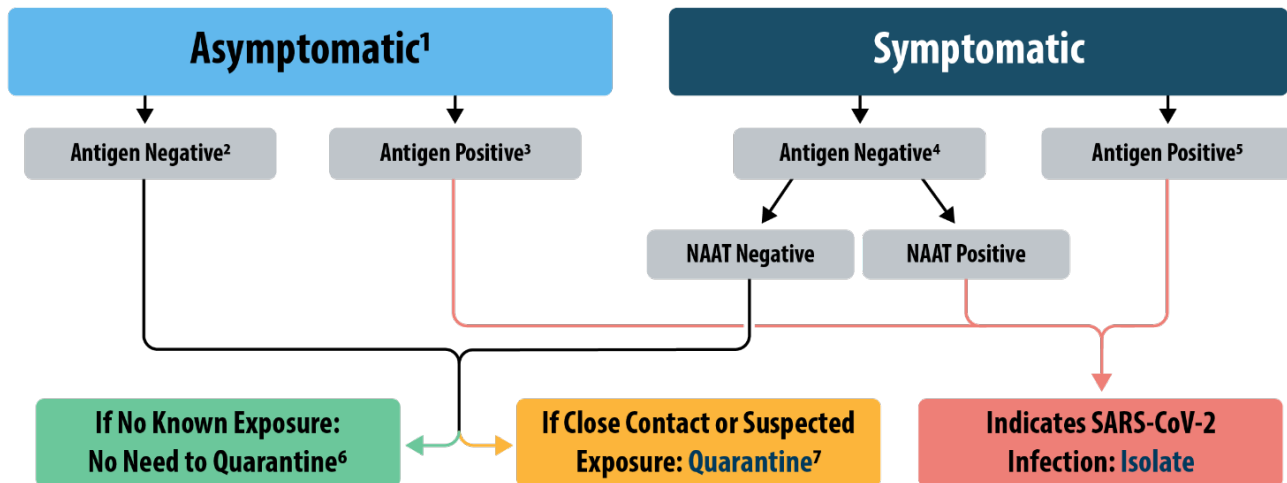 Asymptomatic¹
Symptomatic
Antigen Negative²
Antigen Positive³
Antigen Negative⁴
Antigen Positive⁵
NAAT Negative
NAAT Positive
If No Known Exposure:
No Need to Quarantine⁶
If Close Contact or Suspected
Exposure: Quarantine⁷
Indicates SARS-CoV-2
Infection: Isolate